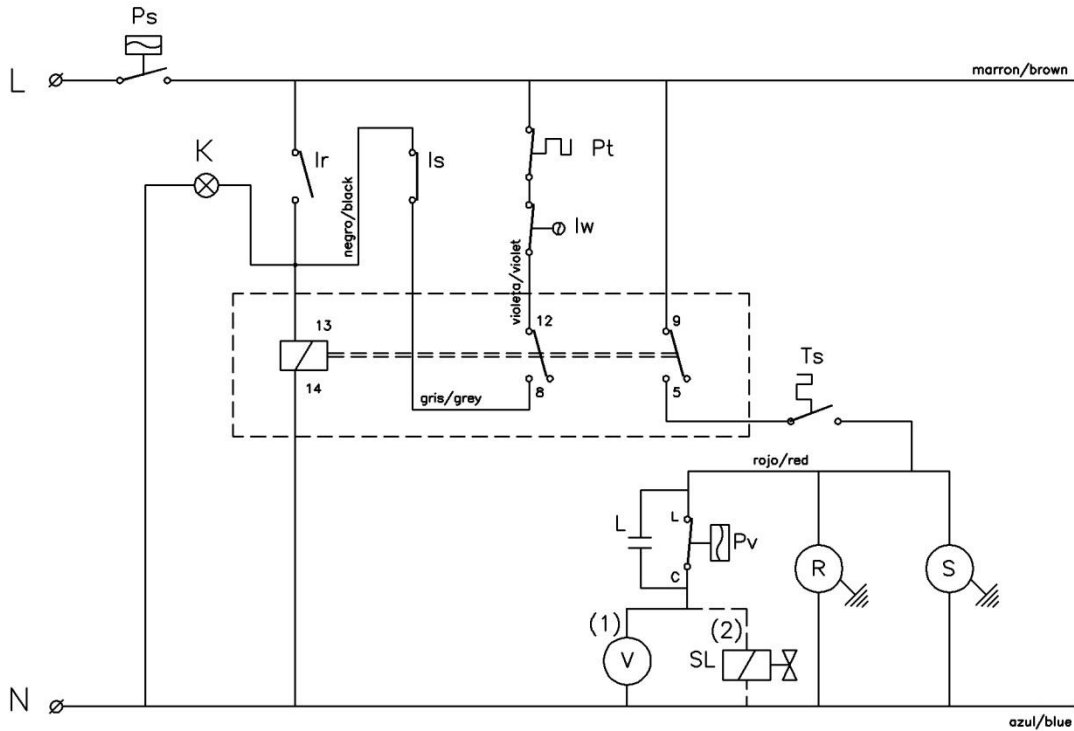 Ps
L
marron/brown
K
Ir
negro/black
Is
Pt
Iw
violeta/violet
13
12
9
14
gris/grey
8
5
Ts
rojo/red
L
L
Pv
C
R
S
(1)
(2)
V
SL
N
azul/blue